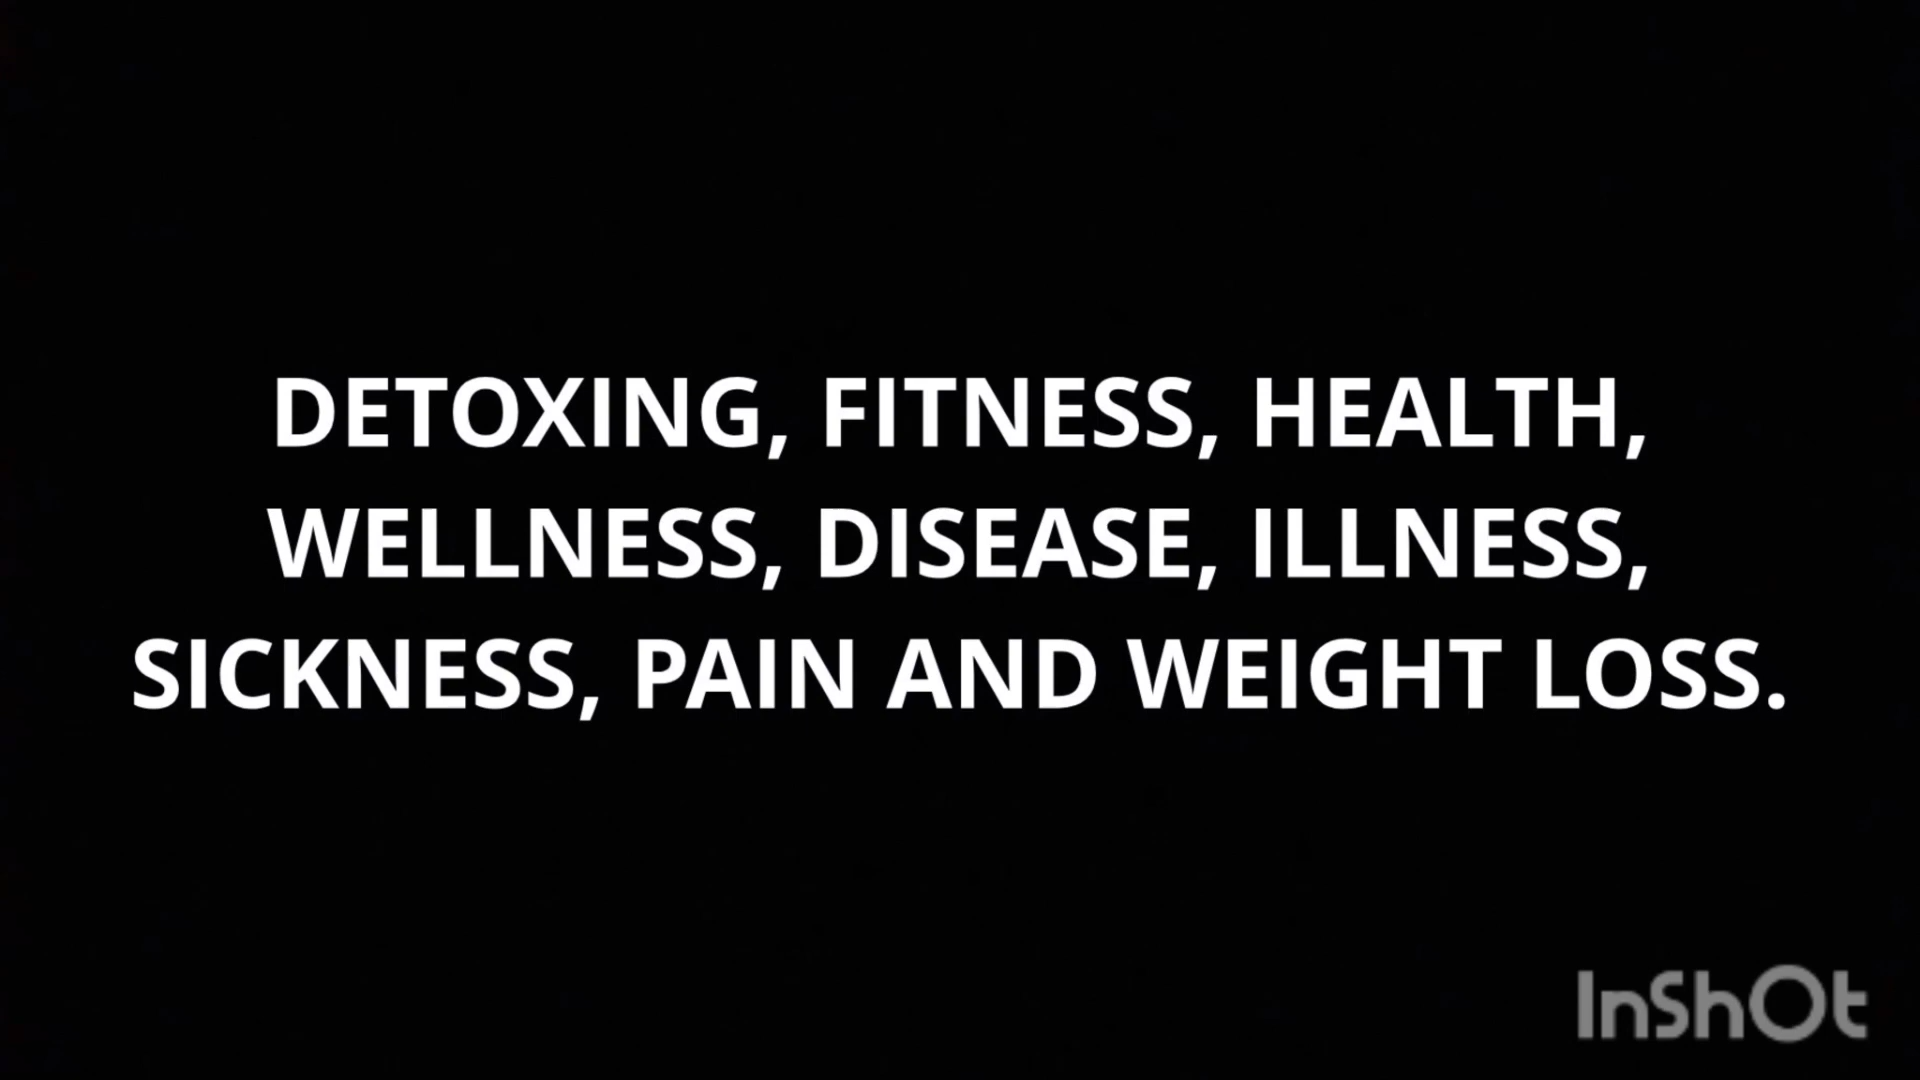 DETOXING, FITNESS, HEALTH,
WELLNESS, DISEASE, ILLNESS,
SICKNESS, PAIN AND WEIGHT LOSS.
InShOt